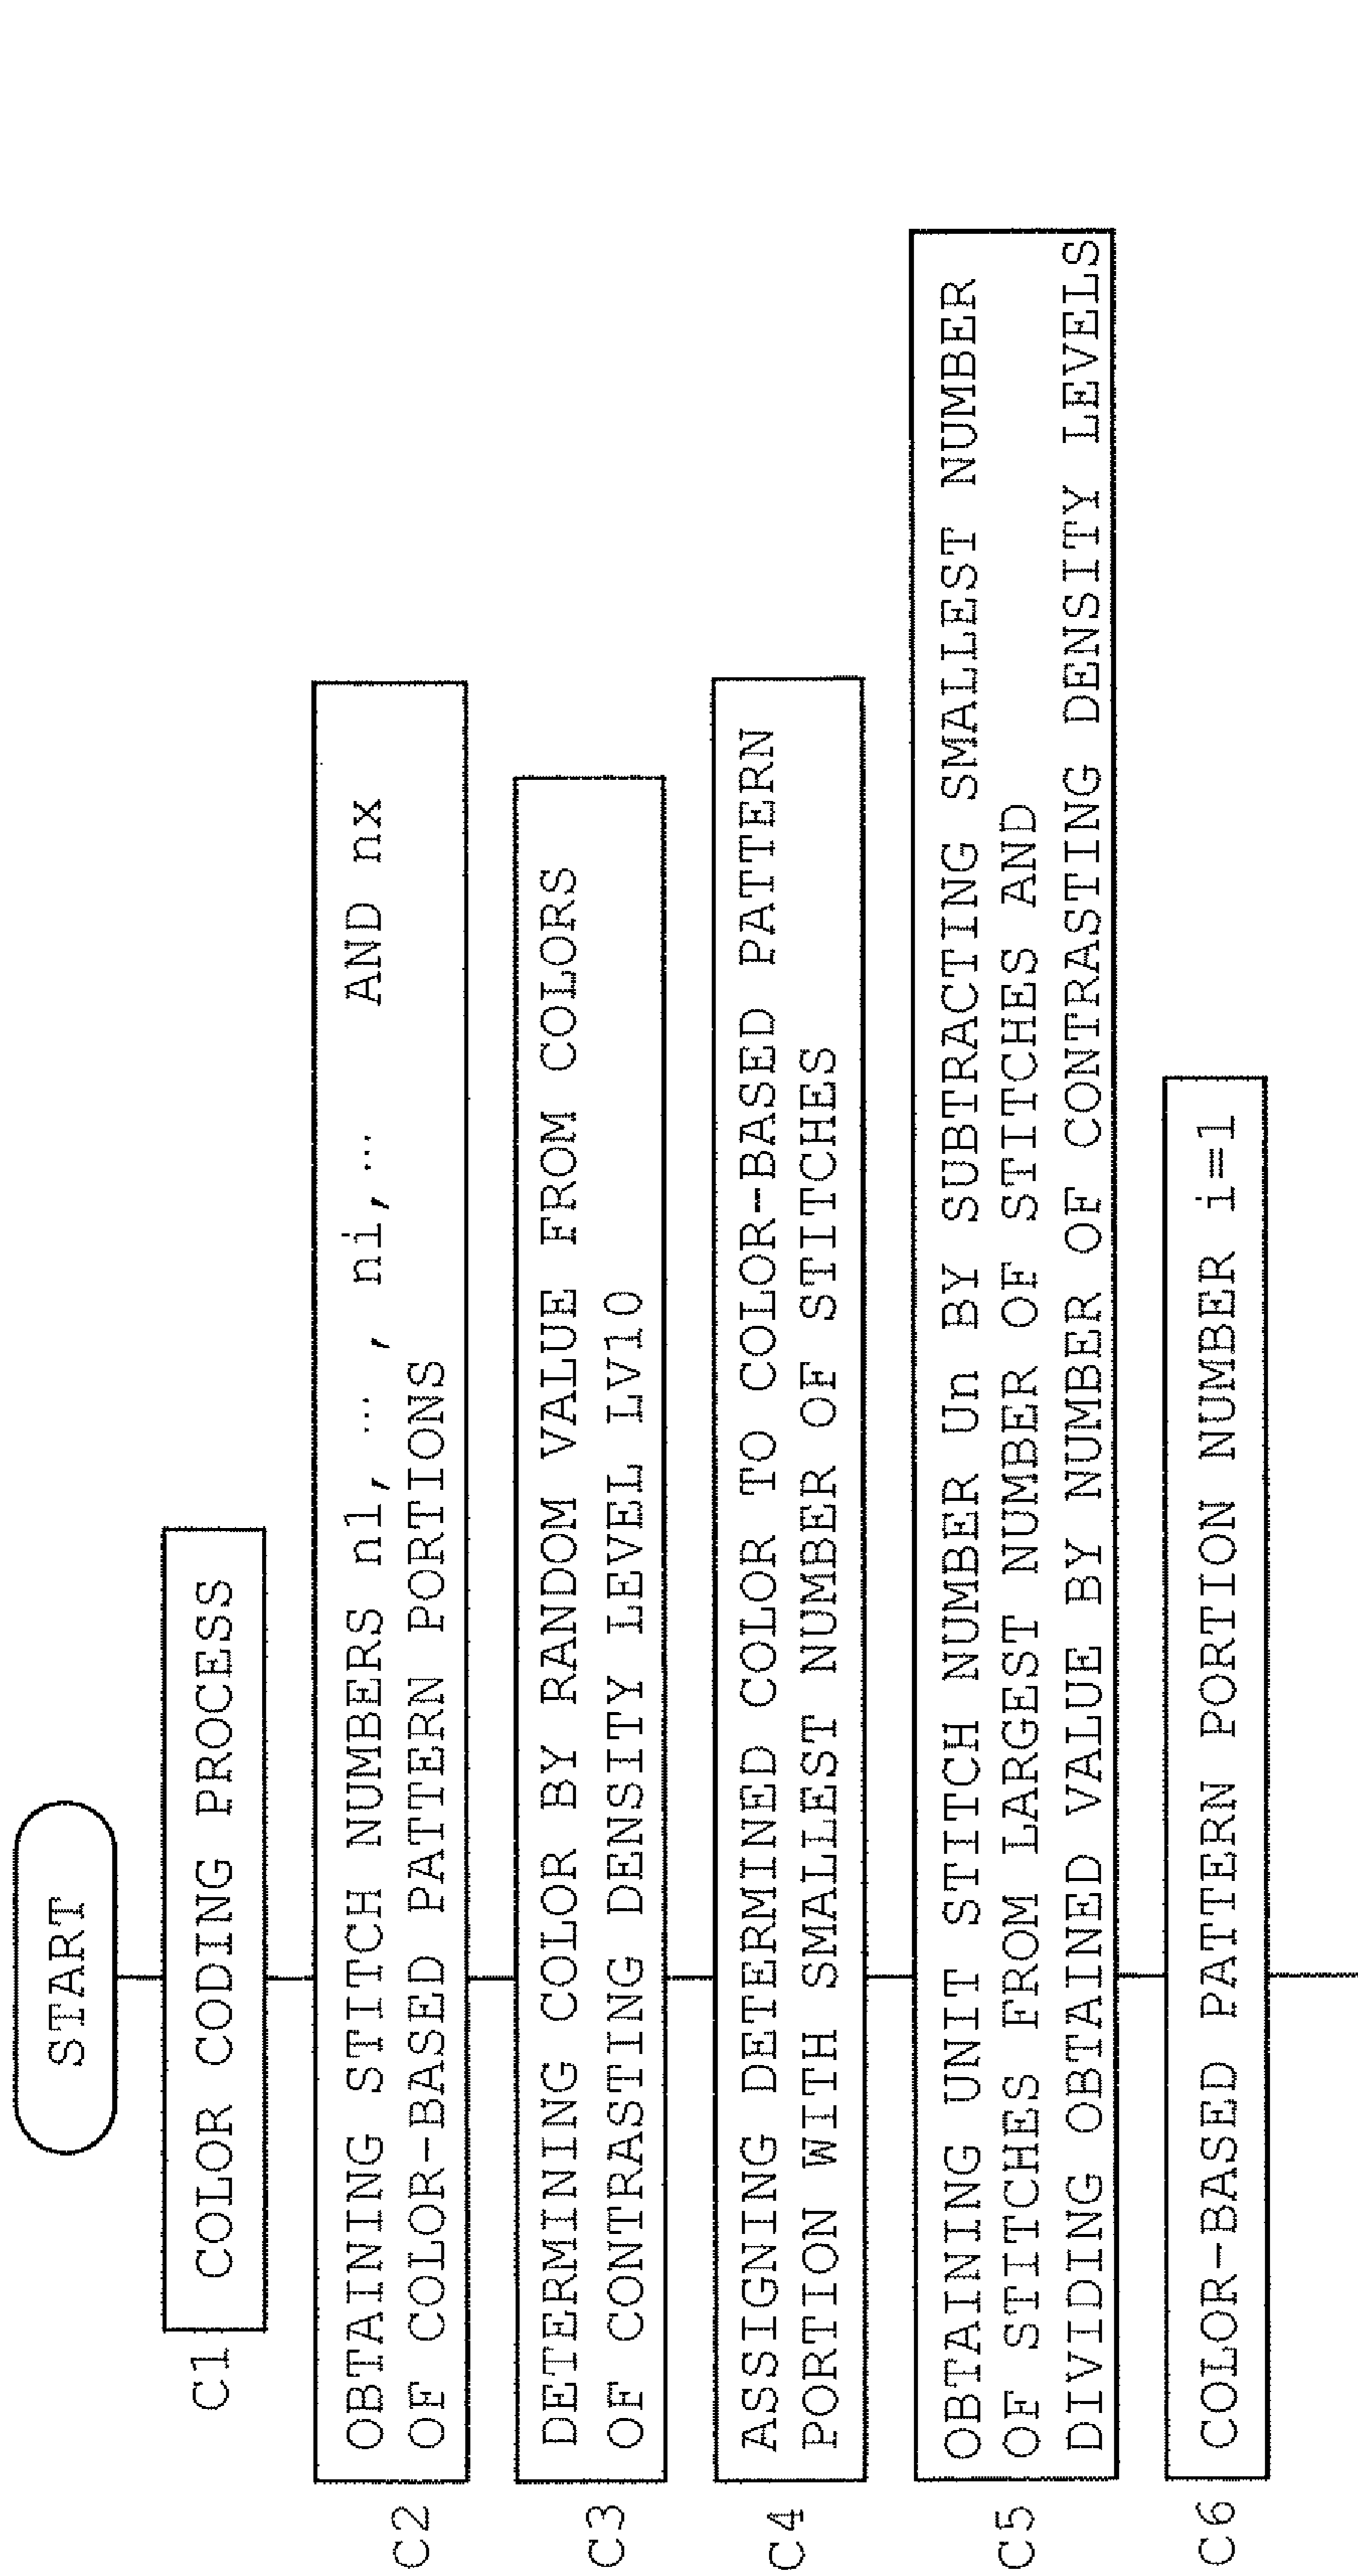 START
C1 COLOR CODING PROCESS
C2 OBTAINING STITCH NUMBERS n1, … , ni, … AND nx
OF COLOR-BASED PATTERN PORTIONS
C3 DETERMINING COLOR BY RANDOM VALUE FROM COLORS
OF CONTRASTING DENSITY LEVEL LV10
C4 ASSIGNING DETERMINED COLOR TO COLOR-BASED PATTERN
PORTION WITH SMALLEST NUMBER OF STITCHES
C5 OBTAINING UNIT STITCH NUMBER Un BY SUBTRACTING SMALLEST NUMBER
OF STITCHES FROM LARGEST NUMBER OF STITCHES AND
DIVIDING OBTAINED VALUE BY NUMBER OF CONTRASTING DENSITY LEVELS
C6 COLOR-BASED PATTERN PORTION NUMBER i=1